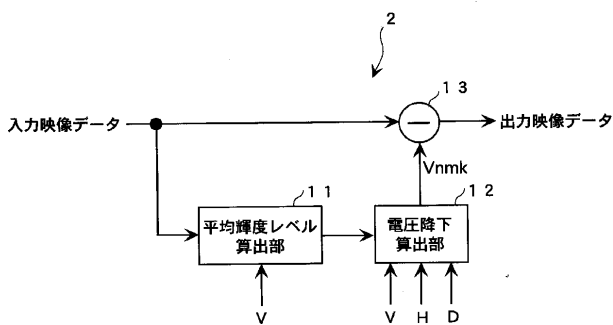 2
13
入力映像データ
出力映像データ
Vnmk
11
12
平均輝度レベル
算出部
電圧降下
算出部
V
V
H
D